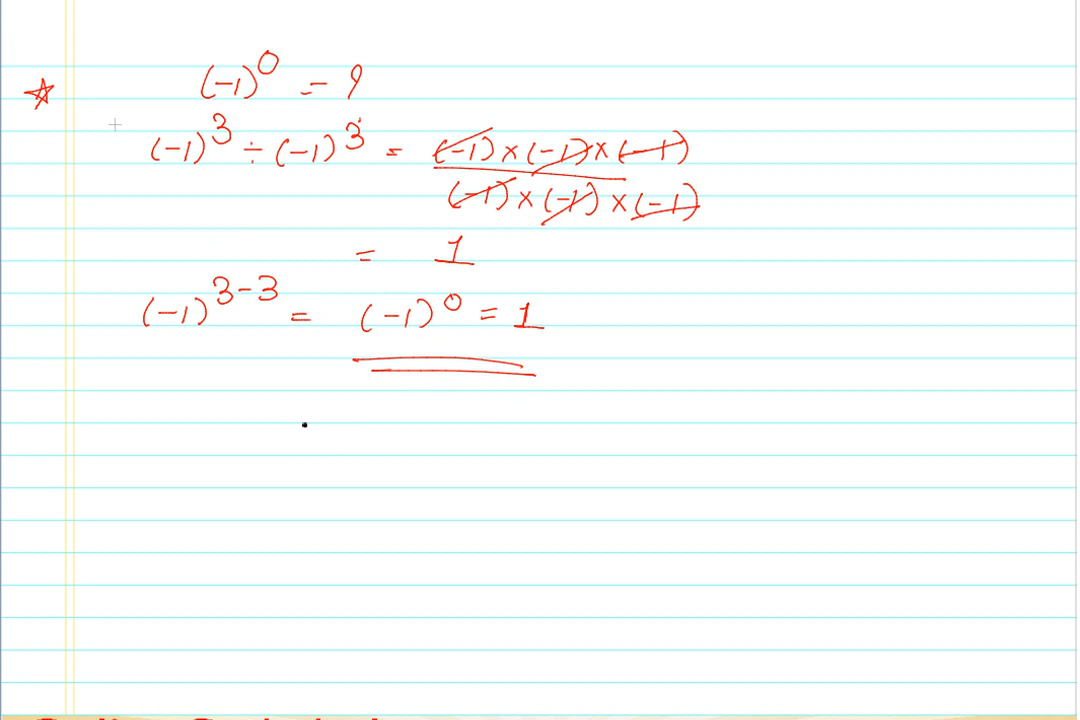 (-1)⁰ = ?
(-1)³ ÷ (-1)³ = (-1) × (-1) × (-1)
(-1) × (-1) × (-1)
= 1
(-1)³⁻³ = (-1)⁰ = 1